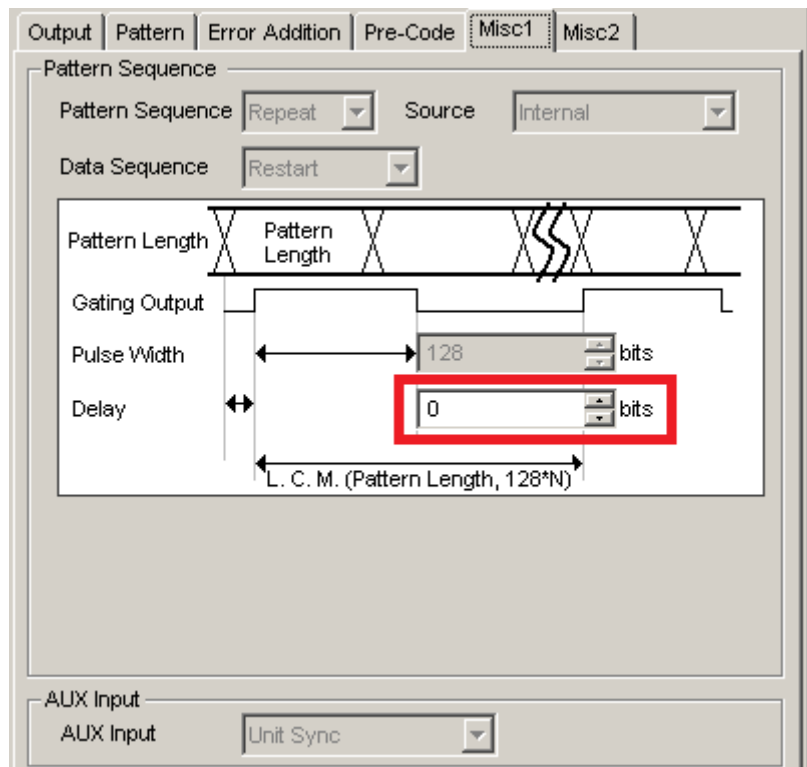 Output Pattern Error Addition Pre-Code Misc1 Misc2
Pattern Sequence
Pattern Sequence Repeat Source Internal
Data Sequence Restart
Pattern Length Pattern Length
Gating Output
Pulse Width 128 bits
Delay 0 bits
L. C. M. (Pattern Length, 128*N)
AUX Input
AUX Input Unit Sync